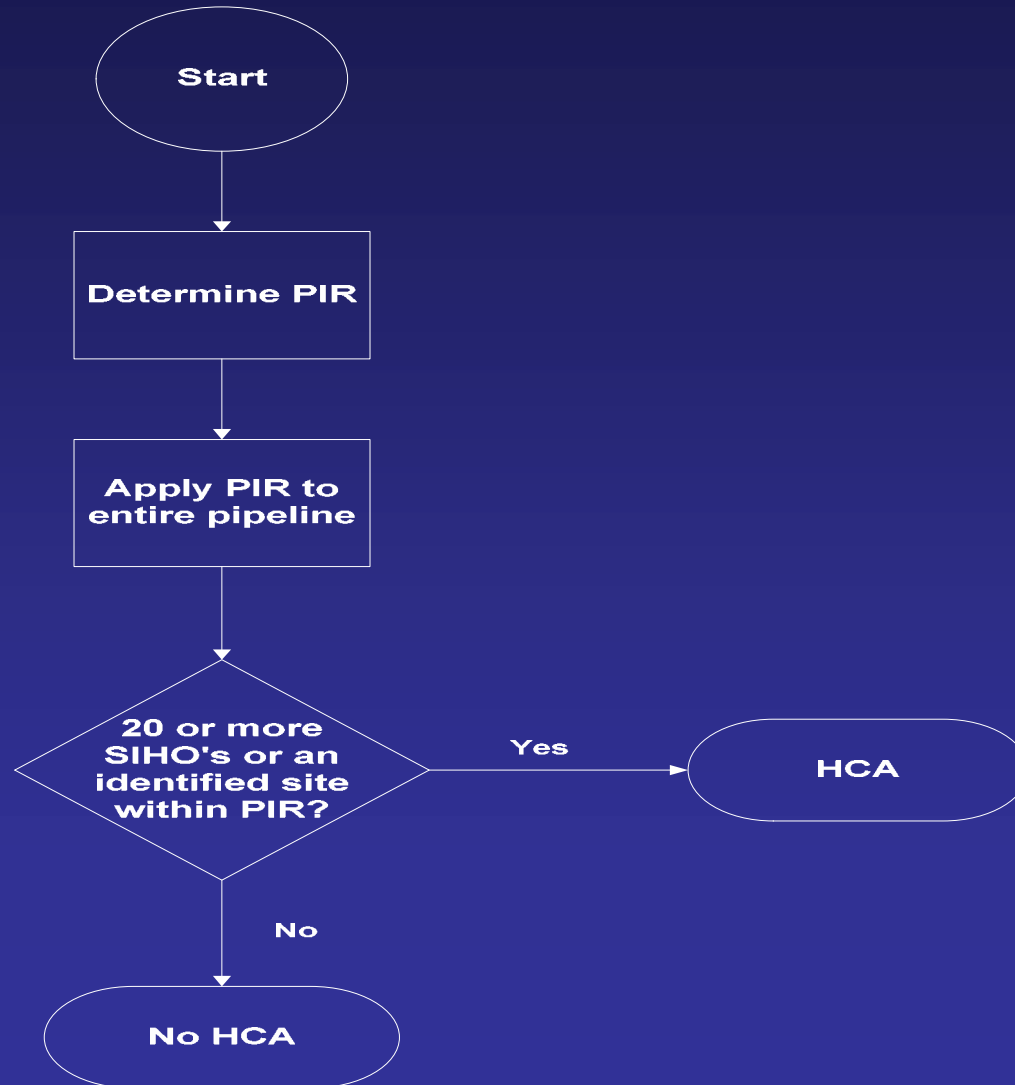 Start
Determine PIR
Apply PIR to
entire pipeline
20 or more
SIHO's or an
identified site
within PIR?
Yes
HCA
No
No HCA